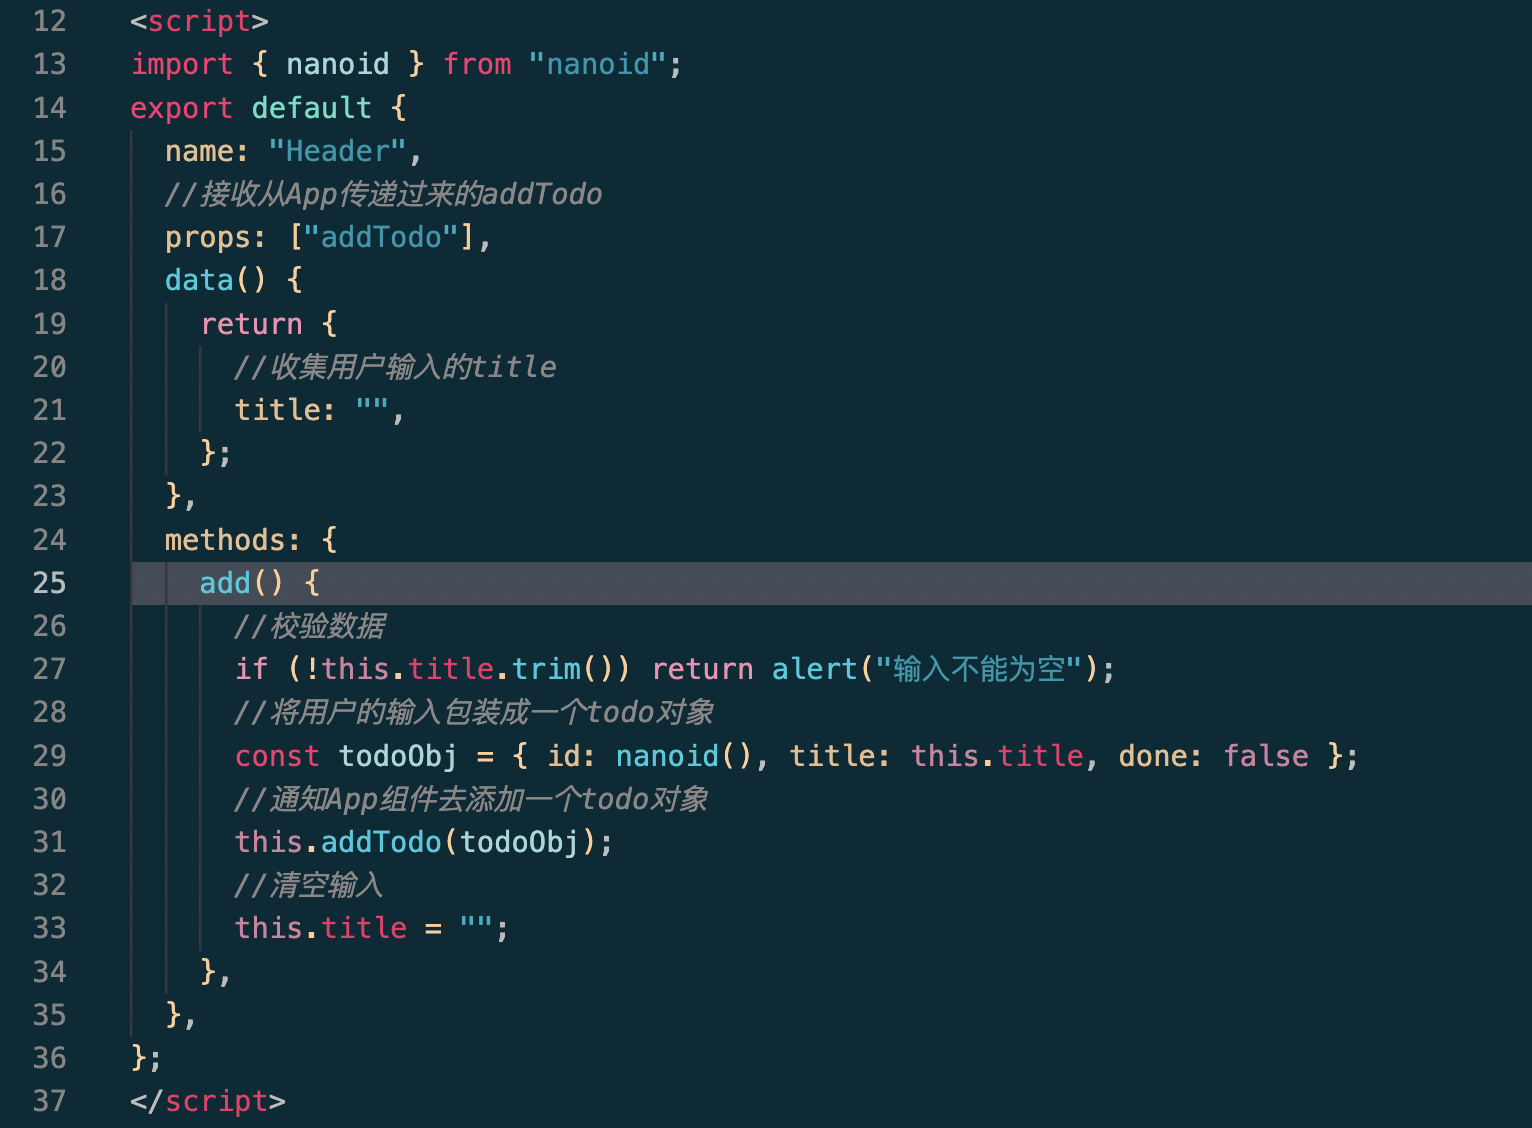 12 <script>
13 import { nanoid } from "nanoid";
14 export default {
15   name: "Header",
16   //接收从App传递过来的addTodo
17   props: ["addTodo"],
18   data() {
19     return {
20       //收集用户输入的title
21       title: "",
22     };
23   },
24   methods: {
25     add() {
26       //校验数据
27       if (!this.title.trim()) return alert("输入不能为空");
28       //将用户的输入包装成一个todo对象
29       const todoObj = { id: nanoid(), title: this.title, done: false };
30       //通知App组件去添加一个todo对象
31       this.addTodo(todoObj);
32       //清空输入
33       this.title = "";
34     },
35   },
36 };
37 </script>